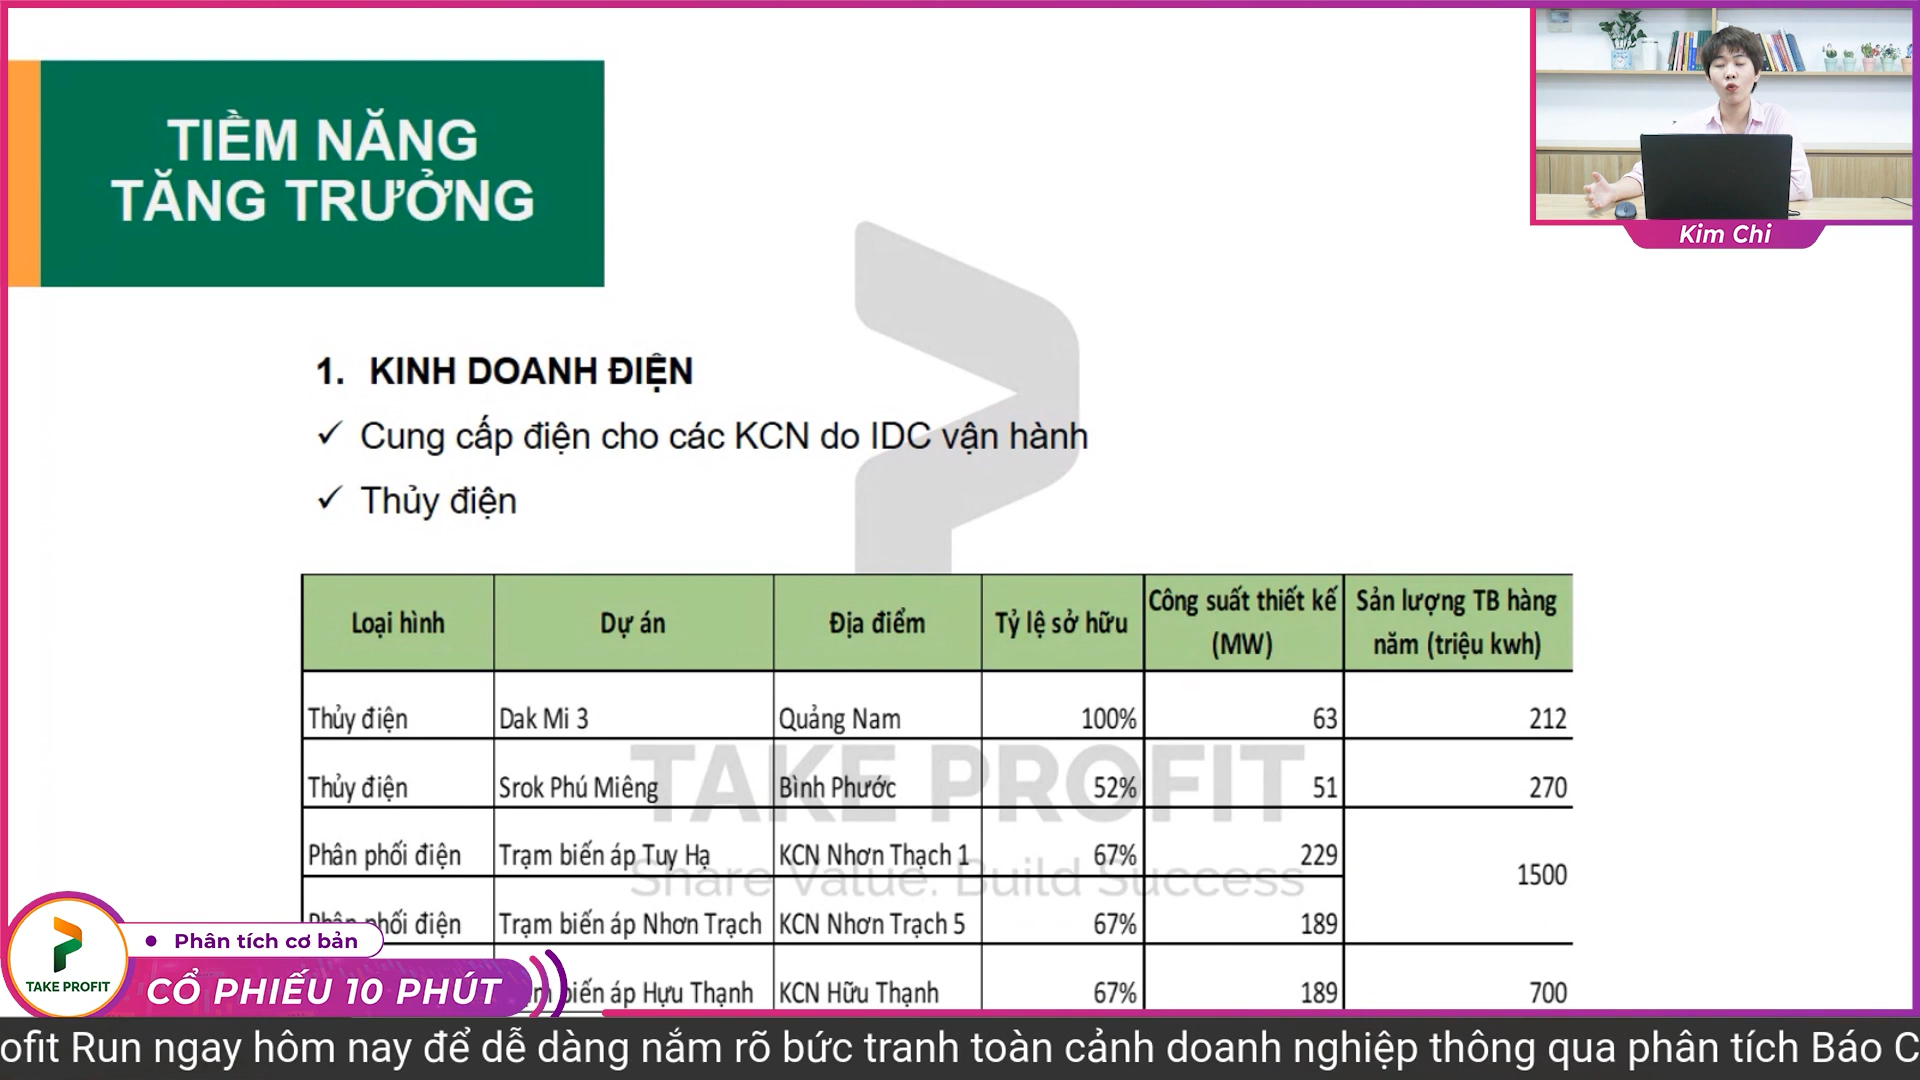 TIỀM NĂNG
TĂNG TRƯỞNG
Kim Chi
1. KINH DOANH ĐIỆN
✓ Cung cấp điện cho các KCN do IDC vận hành
✓ Thủy điện
Loại hình Dự án Địa điểm Tỷ lệ sở hữu Công suất thiết kế (MW) Sản lượng TB hàng năm (triệu kwh)
Thủy điện Dak Mi 3 Quảng Nam 100% 63 212
Thủy điện Srok Phú Miêng Bình Phước 52% 51 270
Phân phối điện Trạm biến áp Tuy Hạ KCN Nhơn Thạch 1 67% 229 1500
phối điện Trạm biến áp Nhơn Trạch KCN Nhơn Trạch 5 67% 189
biến áp Hựu Thạnh KCN Hữu Thạnh 67% 189 700
TAKE PROFIT
Share Value. Build Success
TAKE PROFIT
• Phân tích cơ bản
CỔ PHIẾU 10 PHÚT
ofit Run ngay hôm nay để dễ dàng nắm rõ bức tranh toàn cảnh doanh nghiệp thông qua phân tích Báo C